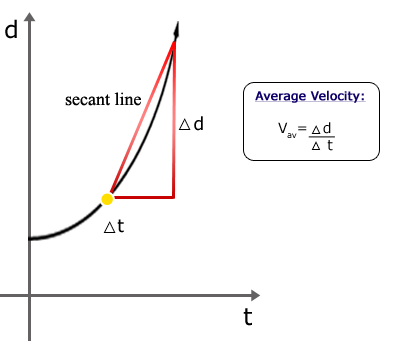 d
secant line
△d
△t
t
Average Velocity:
Vav=△d
△ t